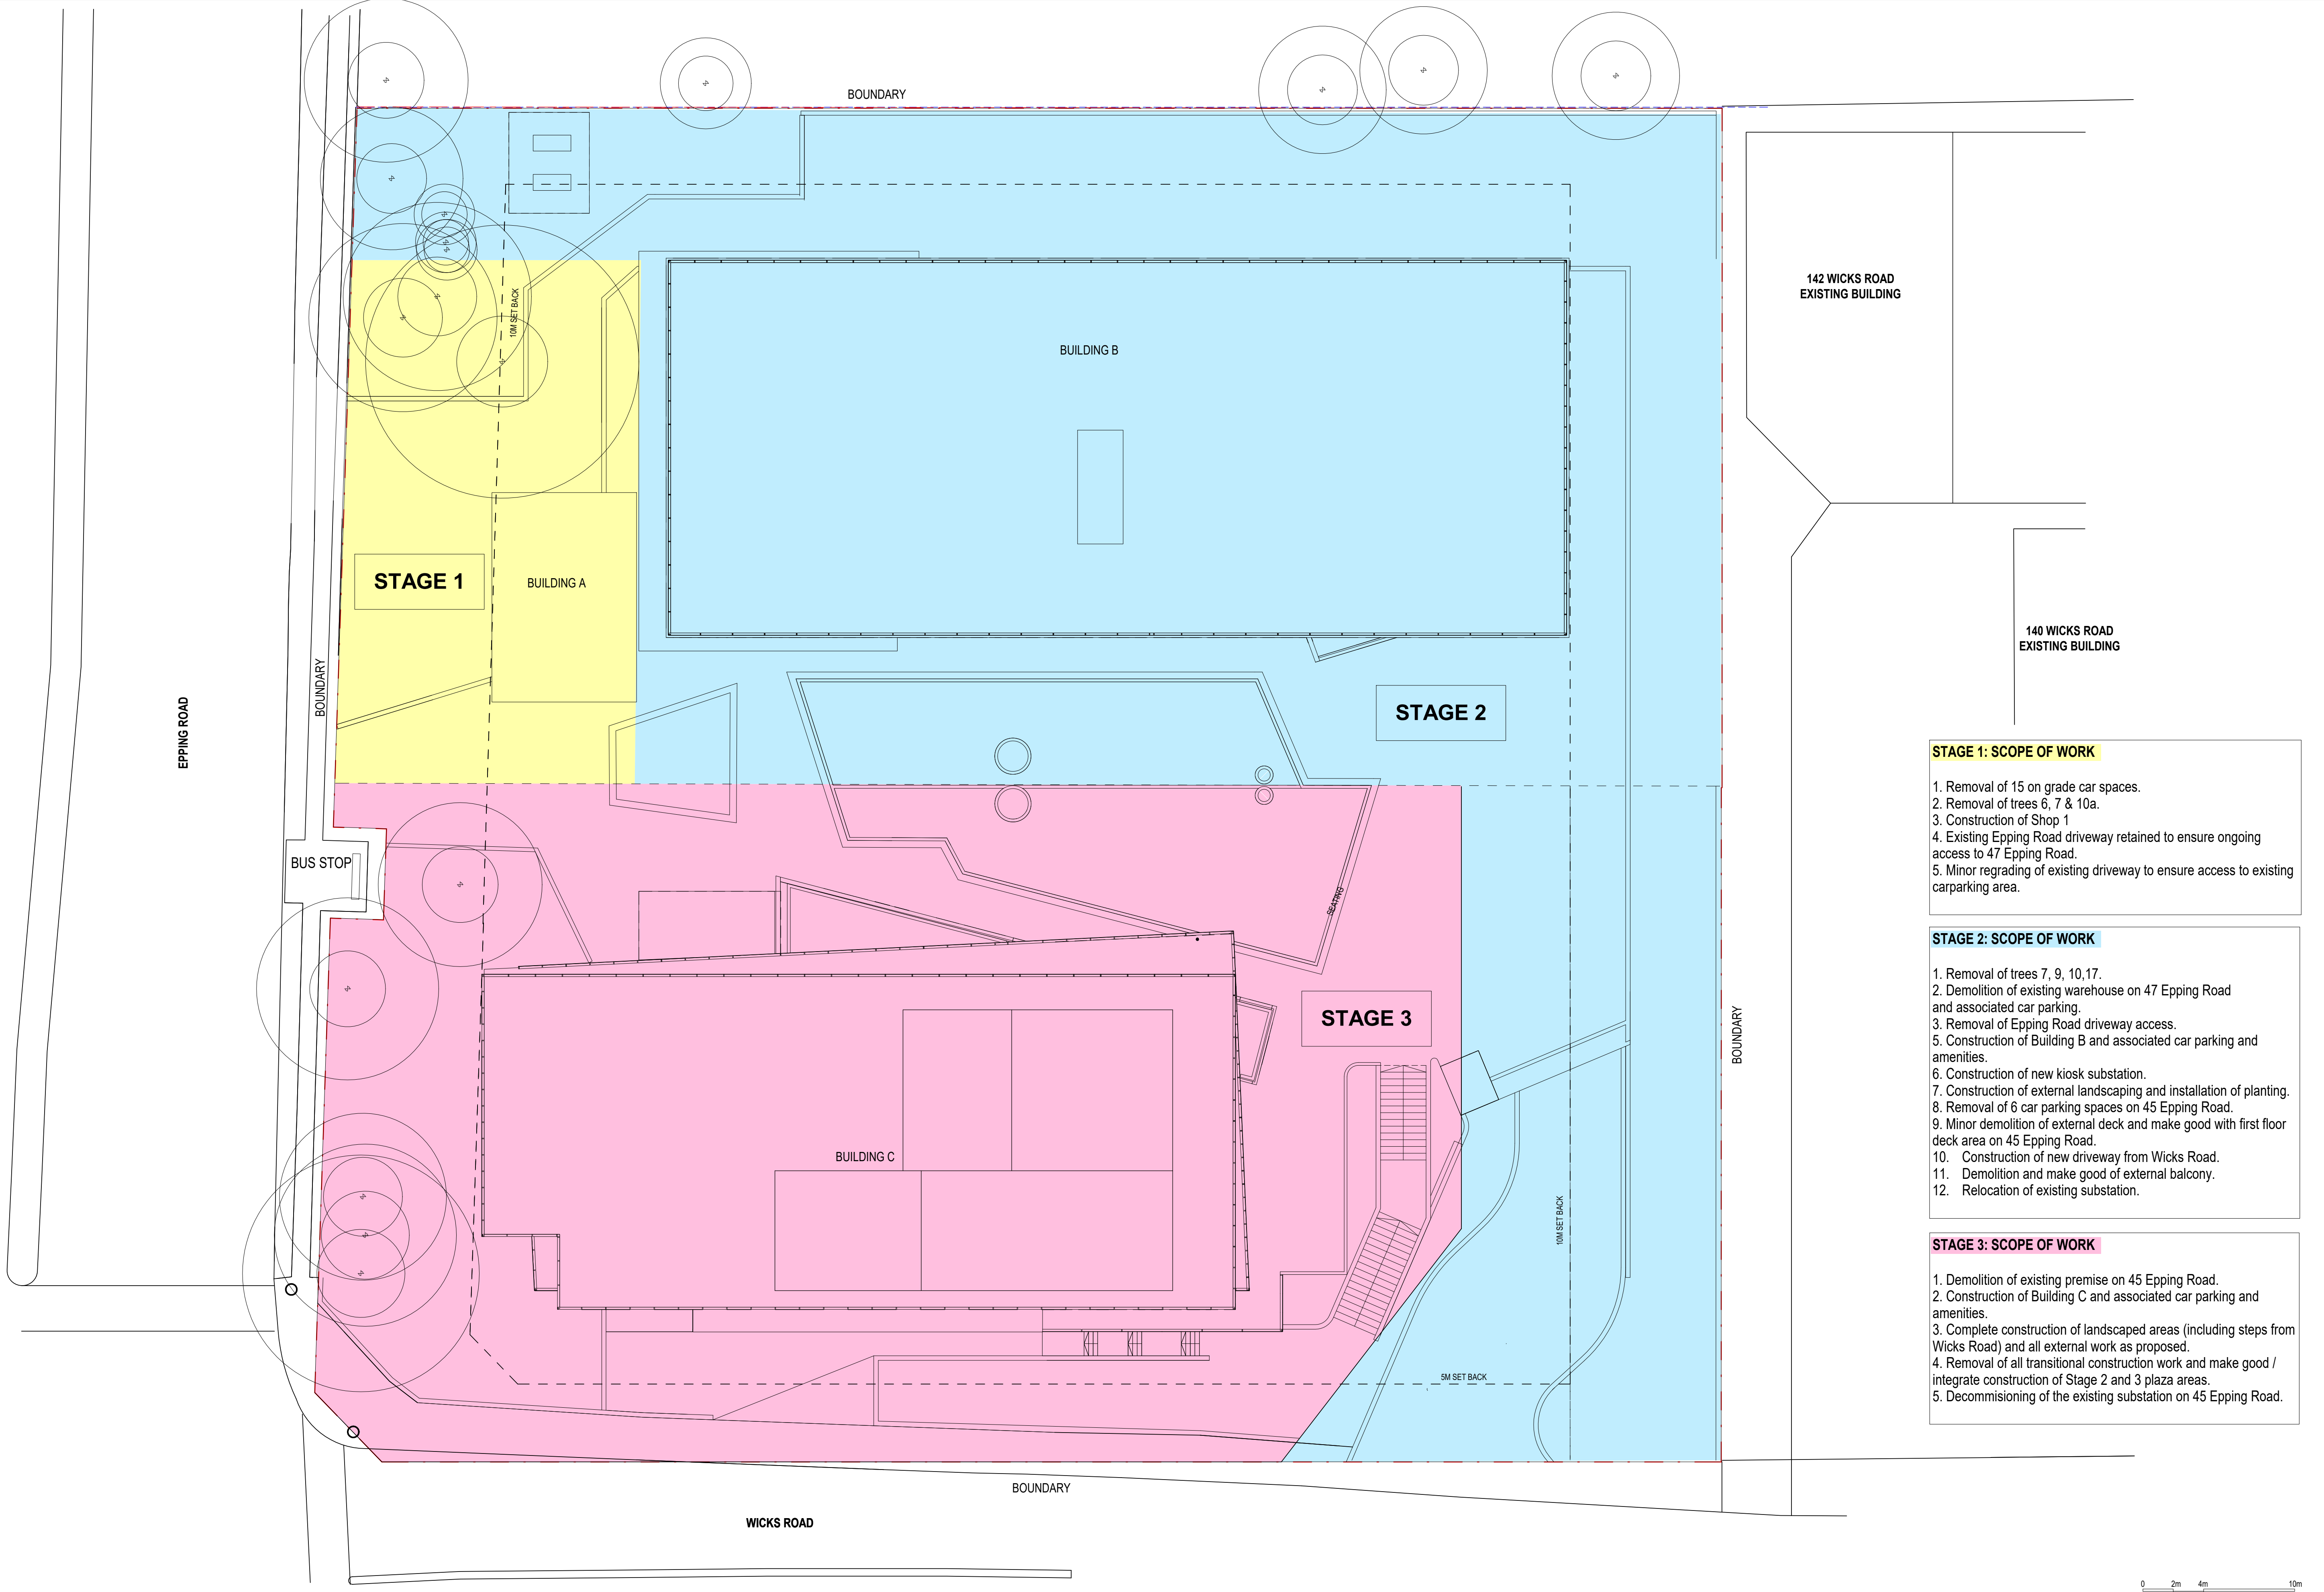 BOUNDARY
142 WICKS ROAD
EXISTING BUILDING
10M SET BACK
BUILDING B
STAGE 1
BUILDING A
140 WICKS ROAD
EXISTING BUILDING
BOUNDARY
EPPING ROAD
STAGE 2
BUS STOP
SEATING
STAGE 3
BOUNDARY
BUILDING C
10M SET BACK
5M SET BACK
BOUNDARY
WICKS ROAD
STAGE 1: SCOPE OF WORK
1. Removal of 15 on grade car spaces.
2. Removal of trees 6, 7 & 10a.
3. Construction of Shop 1
4. Existing Epping Road driveway retained to ensure ongoing
access to 47 Epping Road.
5. Minor regrading of existing driveway to ensure access to existing
carparking area.
STAGE 2: SCOPE OF WORK
1. Removal of trees 7, 9, 10,17.
2. Demolition of existing warehouse on 47 Epping Road
and associated car parking.
3. Removal of Epping Road driveway access.
5. Construction of Building B and associated car parking and
amenities.
6. Construction of new kiosk substation.
7. Construction of external landscaping and installation of planting.
8. Removal of 6 car parking spaces on 45 Epping Road.
9. Minor demolition of external deck and make good with first floor
deck area on 45 Epping Road.
10. Construction of new driveway from Wicks Road.
11. Demolition and make good of external balcony.
12. Relocation of existing substation.
STAGE 3: SCOPE OF WORK
1. Demolition of existing premise on 45 Epping Road.
2. Construction of Building C and associated car parking and
amenities.
3. Complete construction of landscaped areas (including steps from
Wicks Road) and all external work as proposed.
4. Removal of all transitional construction work and make good /
integrate construction of Stage 2 and 3 plaza areas.
5. Decommisioning of the existing substation on 45 Epping Road.
0 2m 4m 10m